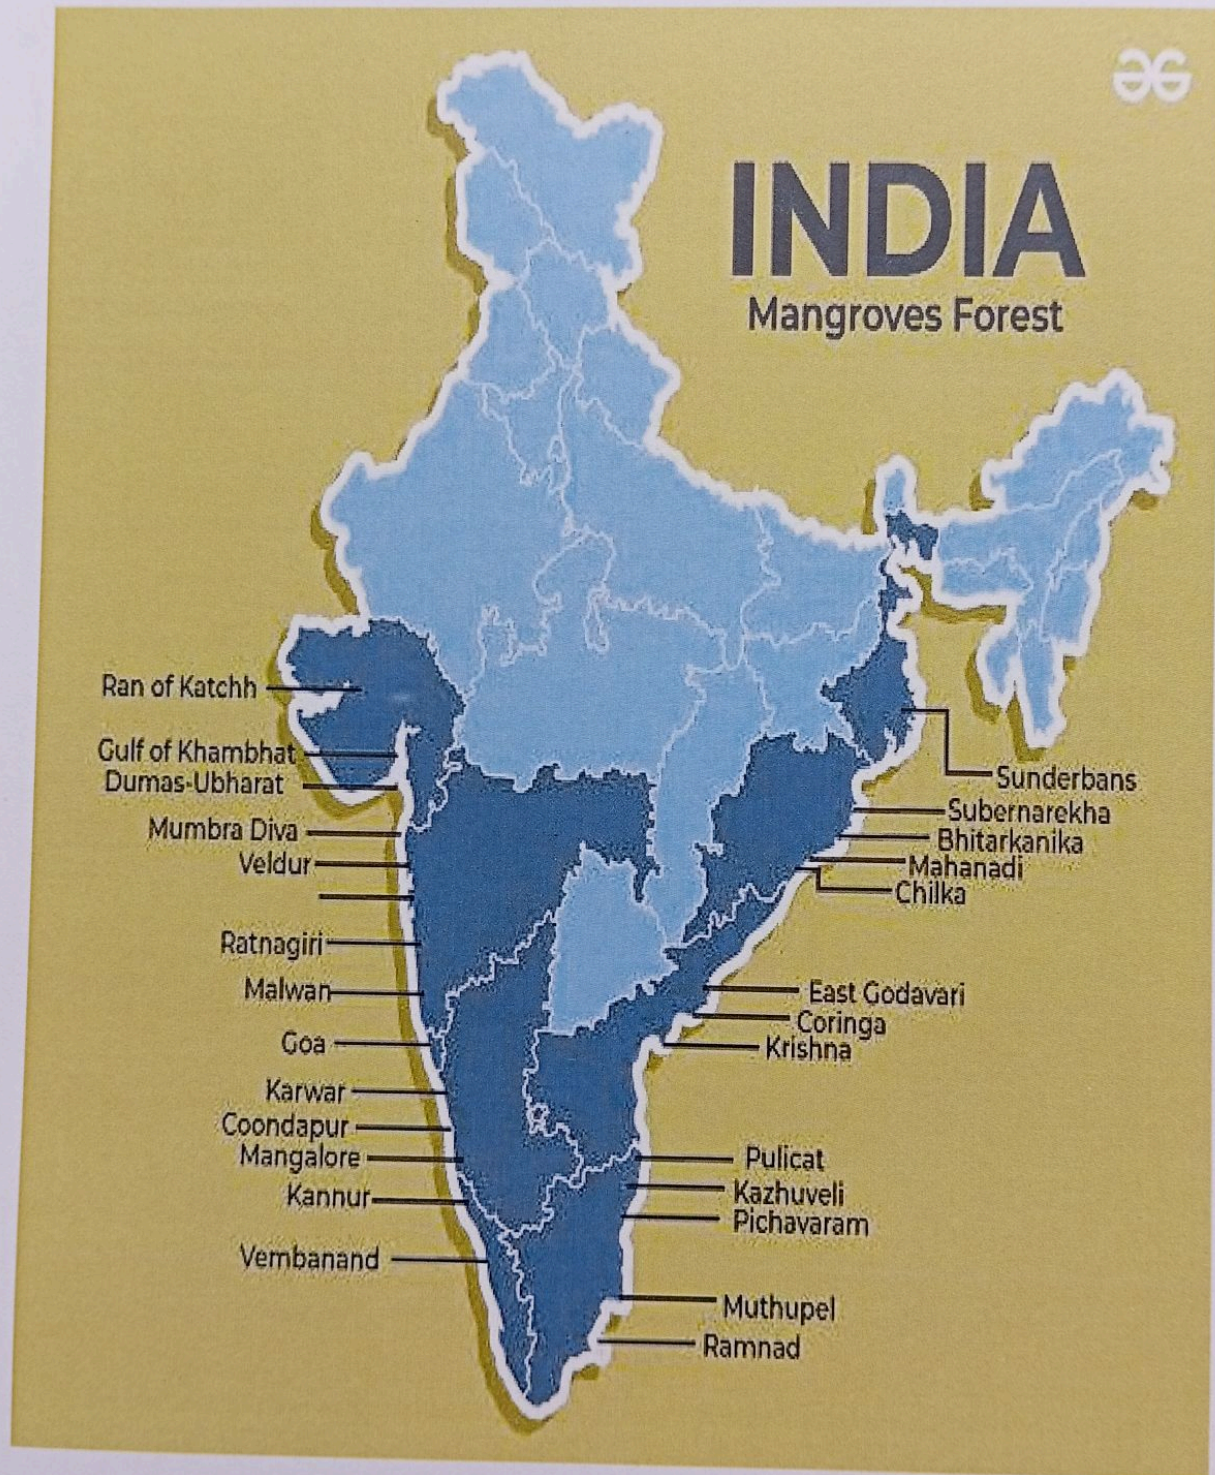 INDIA
Mangroves Forest
Ran of Katchh
Gulf of Khambhat
Dumas-Ubharat
Mumbra Diva
Veldur
Ratnagiri
Malwan
Goa
Karwar
Coondapur
Mangalore
Kannur
Vembanand
Sunderbans
Subernarekha
Bhitarkanika
Mahanadi
Chilka
East Godavari
Coringa
Krishna
Pulicat
Kazhuveli
Pichavaram
Muthupel
Ramnad